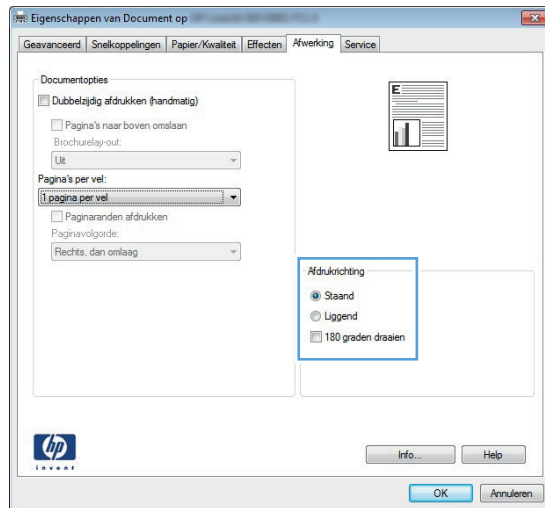 Eigenschappen van Document op
Geavanceerd Snelkoppelingen Papier/Kwaliteit Effecten Afwerking Service
Documentopties
Dubbelzijdig afdrukken (handmatig)
Pagina's naar boven omslaan
Brochurelay-out:
Uit
Pagina's per vel:
1 pagina per vel
Paginaranden afdrukken
Paginavolgorde:
Rechts, dan omlaag
E
Afdrukrichting
Staand
Liggend
180 graden draaien
hp
invent
Info... Help
OK Annuleren